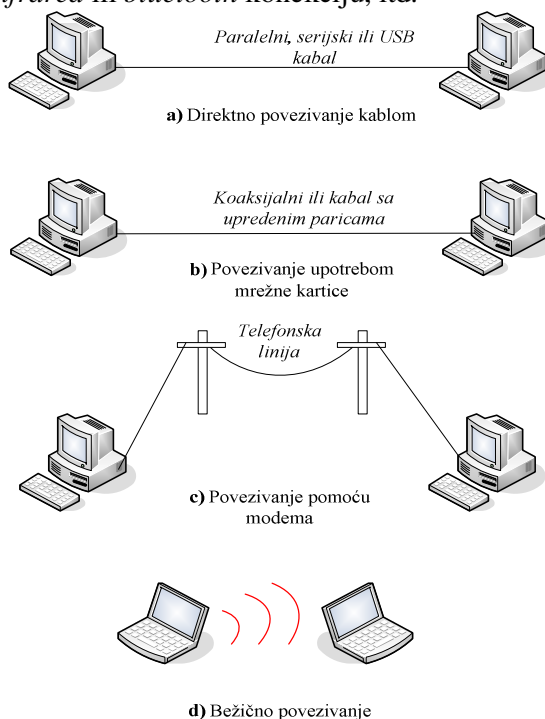 Paralelni, serijski ili USB
kabal
a) Direktno povezivanje kablom
Koaksijalni ili kabal sa
upredenim paricama
b) Povezivanje upotrebom
mrežne kartice
Telefonska
linija
c) Povezivanje pomoću
modema
d) Bežično povezivanje